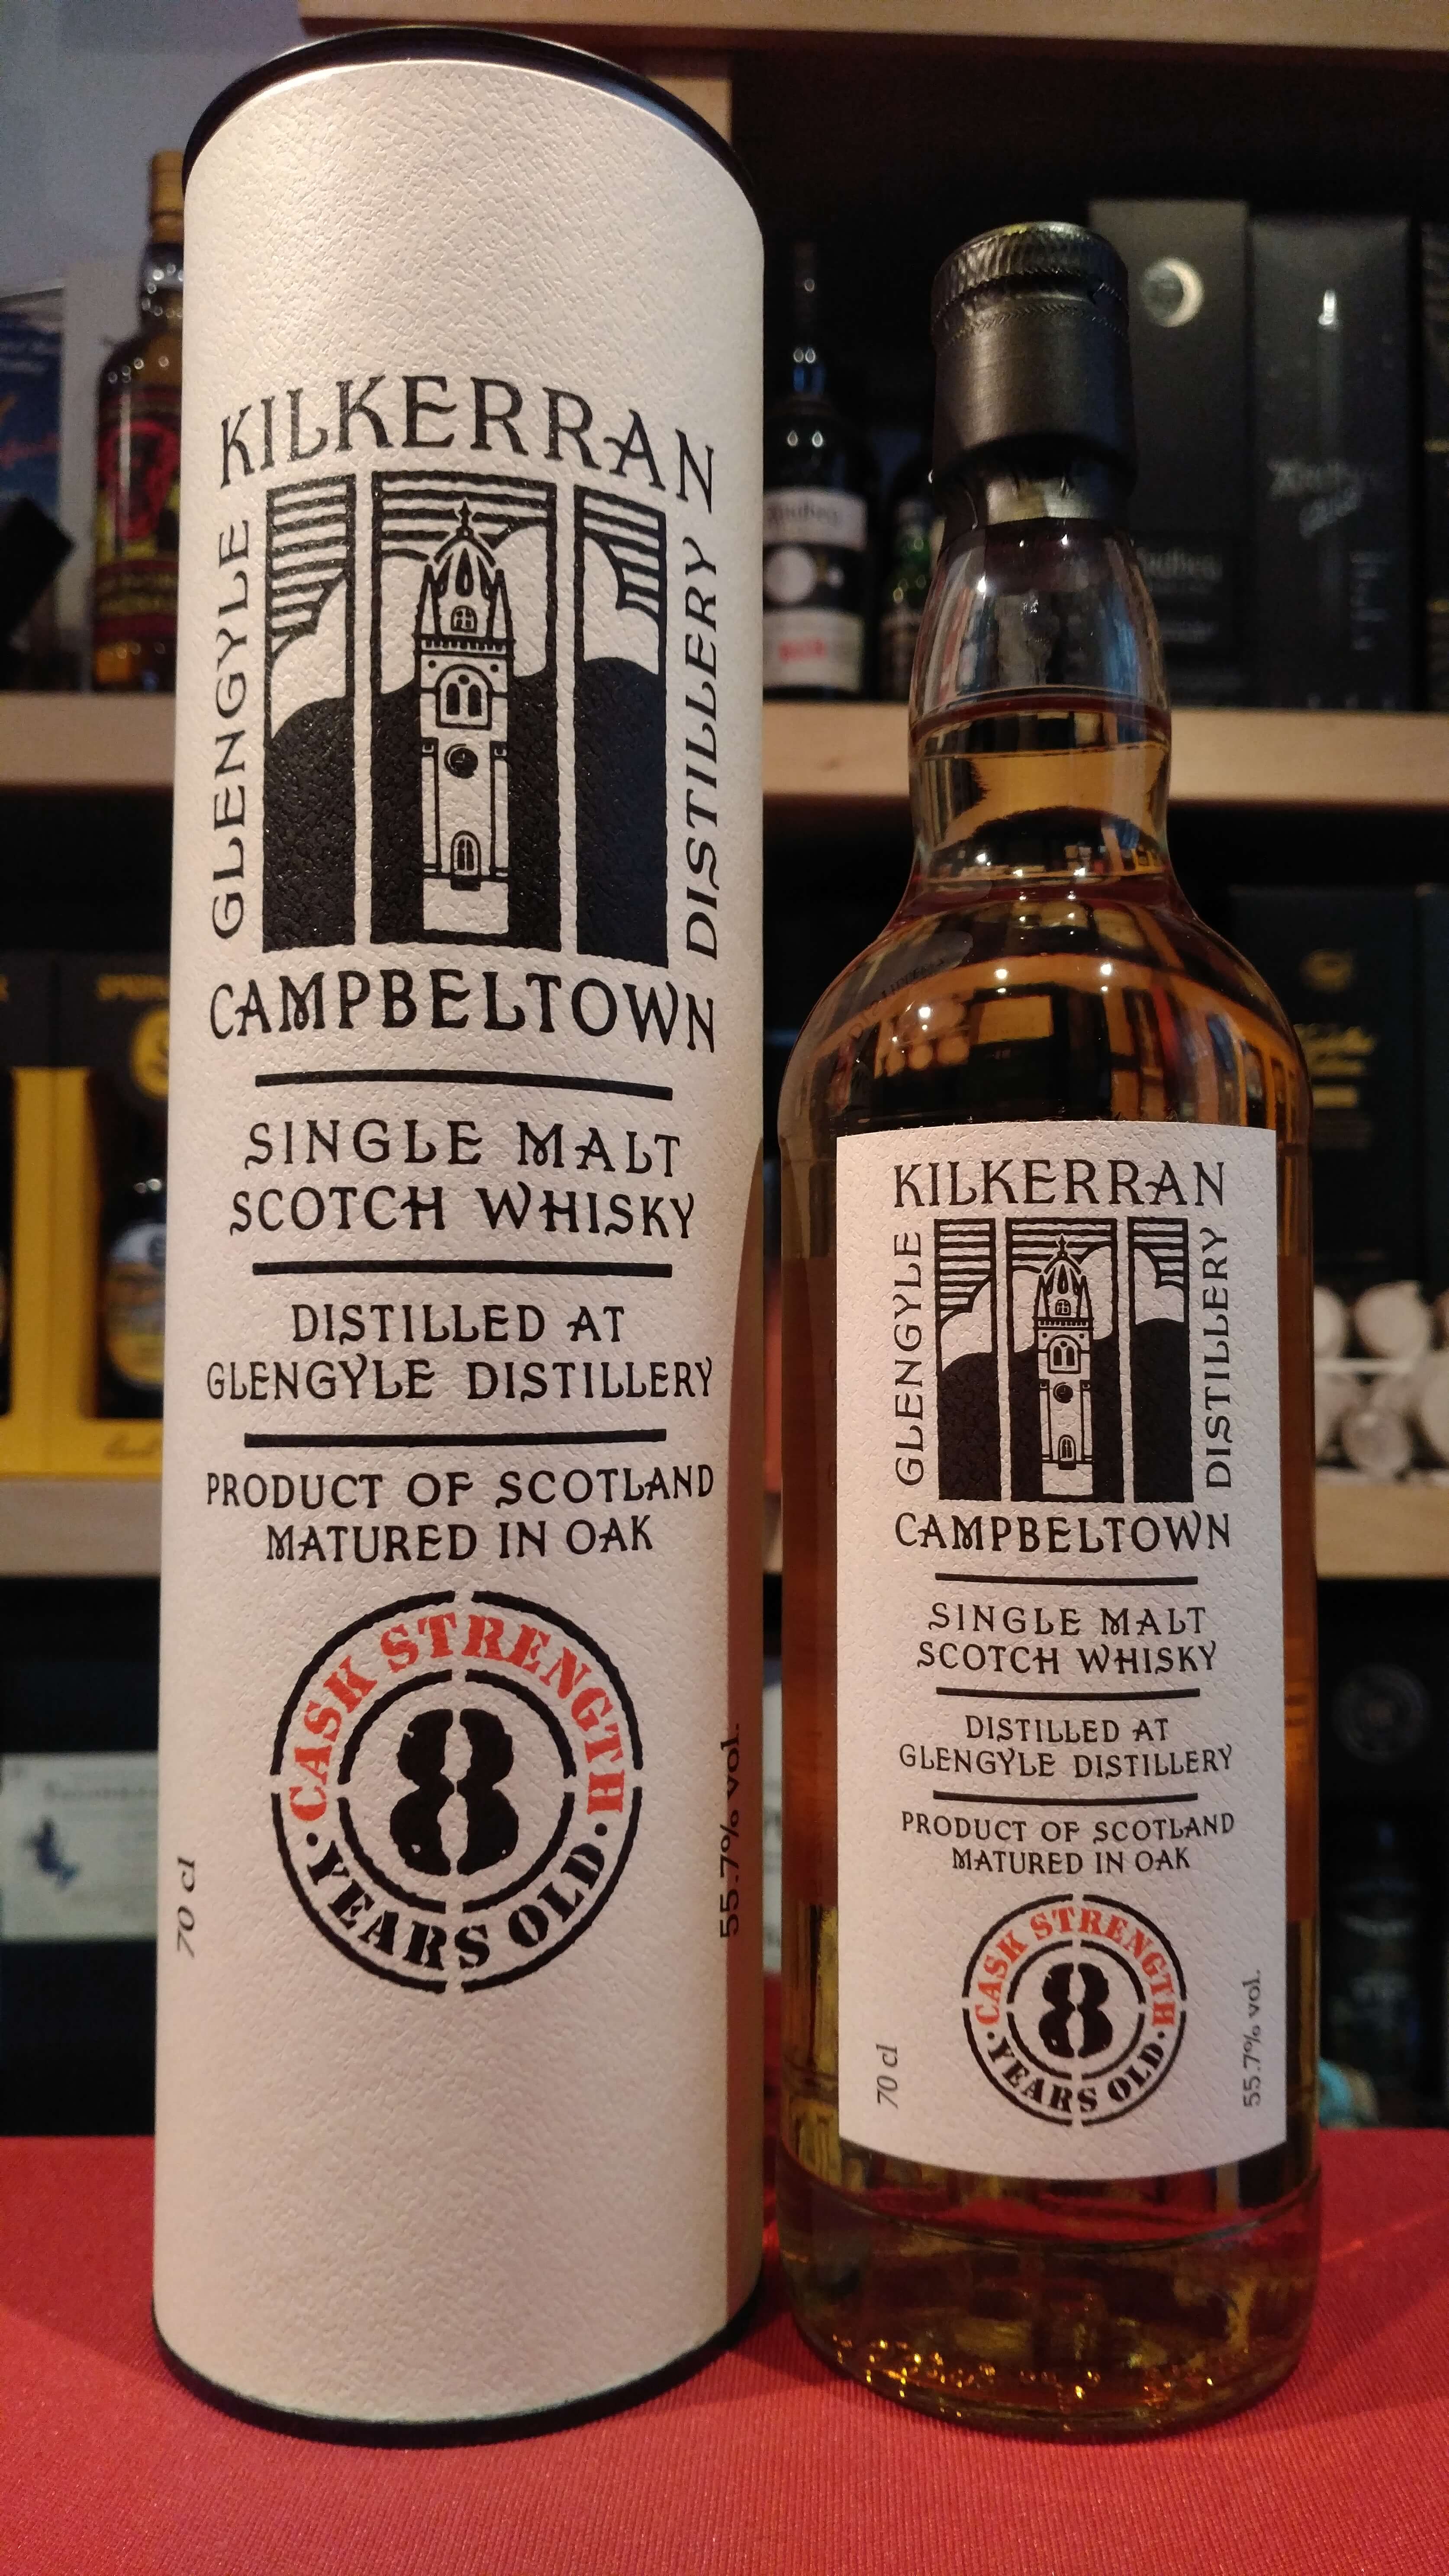 KILKERRAN
GLENGYLE
DISTILLERY
CAMPBELTOWN
SINGLE MALT
SCOTCH WHISKY
DISTILLED AT
GLENGYLE DISTILLERY
PRODUCT OF SCOTLAND
MATURED IN OAK
CASK STRENGTH
8
· YEARS OLD ·
70 cl
55.7% vol.
KILKERRAN
GLENGYLE
DISTILLERY
CAMPBELTOWN
SINGLE MALT
SCOTCH WHISKY
DISTILLED AT
GLENGYLE DISTILLERY
PRODUCT OF SCOTLAND
MATURED IN OAK
CASK STRENGTH
8
· YEARS OLD ·
70 cl
55.7% vol.